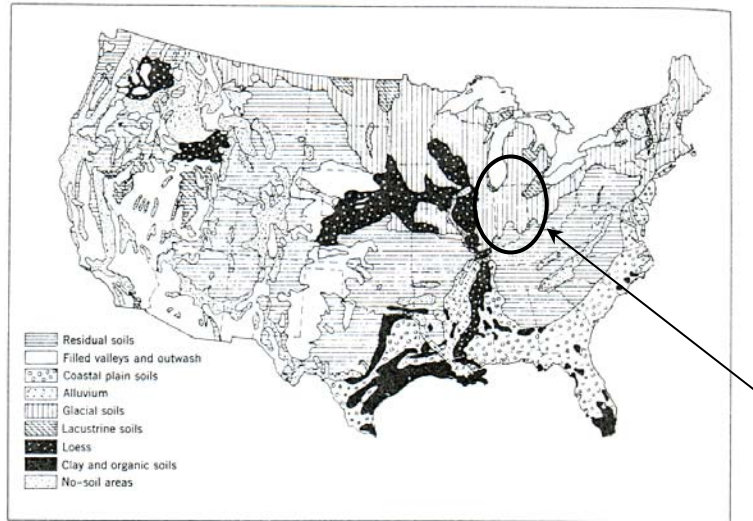 Residual soils
Filled valleys and outwash
Coastal plain soils
Alluvium
Glacial soils
Lacustrine soils
Loess
Clay and organic soils
No-soil areas